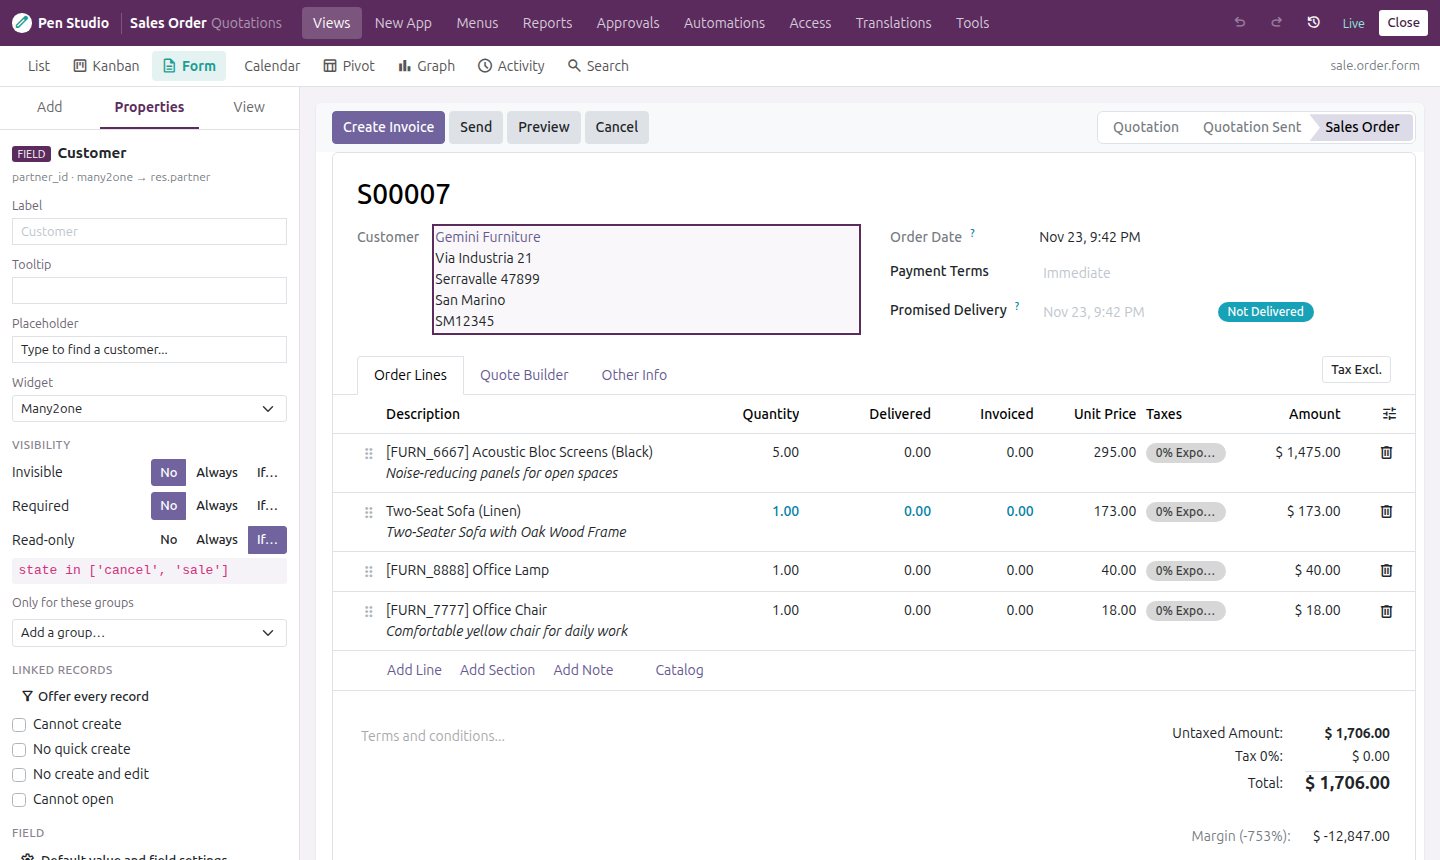 Pen Studio Sales Order Quotations Views New App Menus Reports Approvals Automations Access Translations Tools Live Close
List Kanban Form Calendar Pivot Graph Activity Search sale.order.form
Add Properties View
FIELD Customer
partner_id · many2one → res.partner
Label
Customer
Tooltip
Placeholder
Type to find a customer...
Widget
Many2one
VISIBILITY
Invisible No Always If...
Required No Always If...
Read-only No Always If...
state in ['cancel', 'sale']
Only for these groups
Add a group...
LINKED RECORDS
Offer every record
Cannot create
No quick create
No create and edit
Cannot open
FIELD
Default value and field settings
Create Invoice Send Preview Cancel Quotation Quotation Sent Sales Order
S00007
Customer Gemini Furniture
Via Industria 21
Serravalle 47899
San Marino
SM12345
Order Date ? Nov 23, 9:42 PM
Payment Terms Immediate
Promised Delivery ? Nov 23, 9:42 PM Not Delivered
Order Lines Quote Builder Other Info Tax Excl.
Description Quantity Delivered Invoiced Unit Price Taxes Amount
[FURN_6667] Acoustic Bloc Screens (Black) 5.00 0.00 0.00 295.00 0% Expo... $ 1,475.00
Noise-reducing panels for open spaces
Two-Seat Sofa (Linen) 1.00 0.00 0.00 173.00 0% Expo... $ 173.00
Two-Seater Sofa with Oak Wood Frame
[FURN_8888] Office Lamp 1.00 0.00 0.00 40.00 0% Expo... $ 40.00
[FURN_7777] Office Chair 1.00 0.00 0.00 18.00 0% Expo... $ 18.00
Comfortable yellow chair for daily work
Add Line Add Section Add Note Catalog
Terms and conditions...
Untaxed Amount: $ 1,706.00
Tax 0%: $ 0.00
Total: $ 1,706.00
Margin (-753%): $ -12,847.00